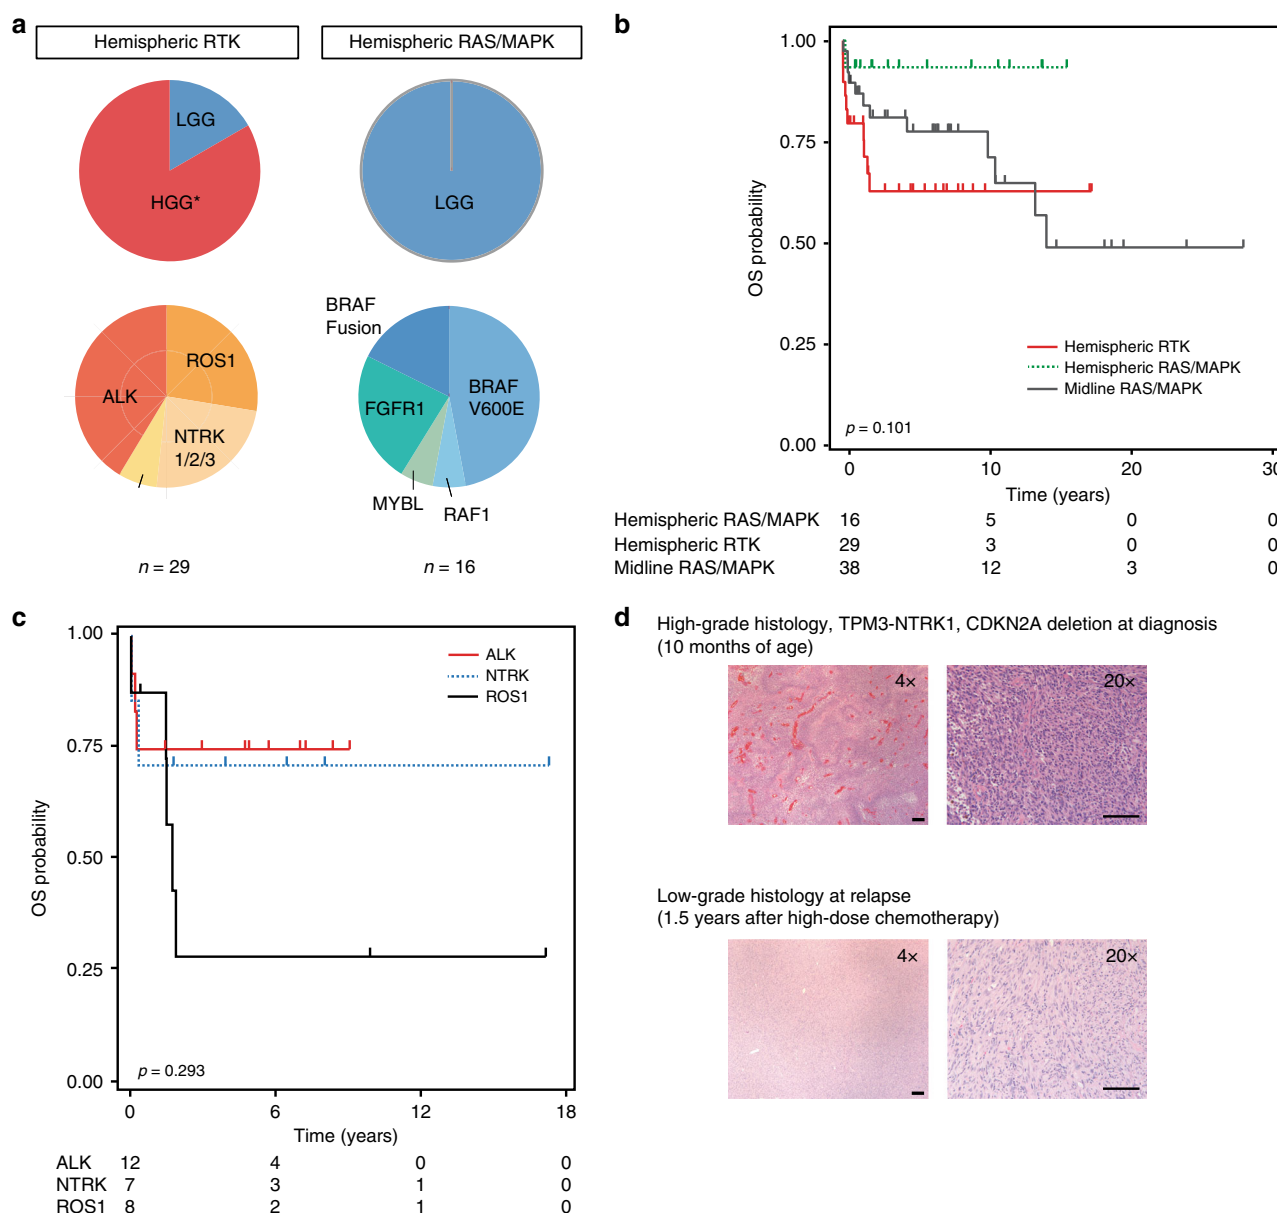 a
Hemispheric RTK
Hemispheric RAS/MAPK
LGG
HGG*
LGG
ROS1
ALK
NTRK
1/2/3
BRAF
Fusion
BRAF
V600E
FGFR1
MYBL
RAF1
n = 29
n = 16
b
OS probability
1.00
0.75
0.50
0.25
0.00
Hemispheric RTK
Hemispheric RAS/MAPK
Midline RAS/MAPK
p = 0.101
0 10 20 30
Time (years)
Hemispheric RAS/MAPK 16 5 0 0
Hemispheric RTK 29 3 0 0
Midline RAS/MAPK 38 12 3 0
c
OS probability
1.00
0.75
0.50
0.25
0.00
ALK
NTRK
ROS1
p = 0.293
0 6 12 18
Time (years)
ALK 12 4 0 0
NTRK 7 3 1 0
ROS1 8 2 1 0
d
High-grade histology, TPM3-NTRK1, CDKN2A deletion at diagnosis
(10 months of age)
4×
20×
Low-grade histology at relapse
(1.5 years after high-dose chemotherapy)
4×
20×